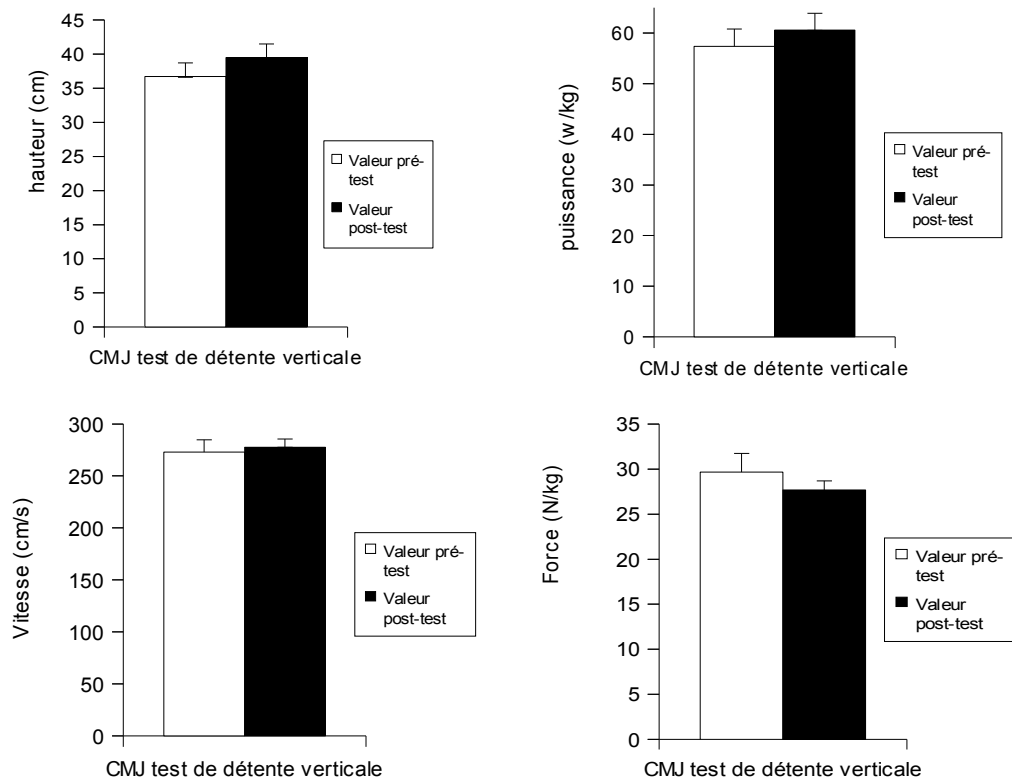 45
40
35
30
25
20
15
10
5
0
hauteur (cm)
Valeur pré-
test
Valeur
post-test
CMJ test de détente verticale
60
50
40
30
20
60
0
puissance (w/kg)
Valeur pré-
test
Valeur
post-test
CMJ test de détente verticale
300
250
200
150
100
50
0
Vitesse (cm/s)
Valeur pré-
test
Valeur
post-test
CMJ test de détente verticale
35
30
25
20
15
10
5
0
Force (N/kg)
Valeur pré-
test
Valeur
post-test
CMJ test de détente verticale